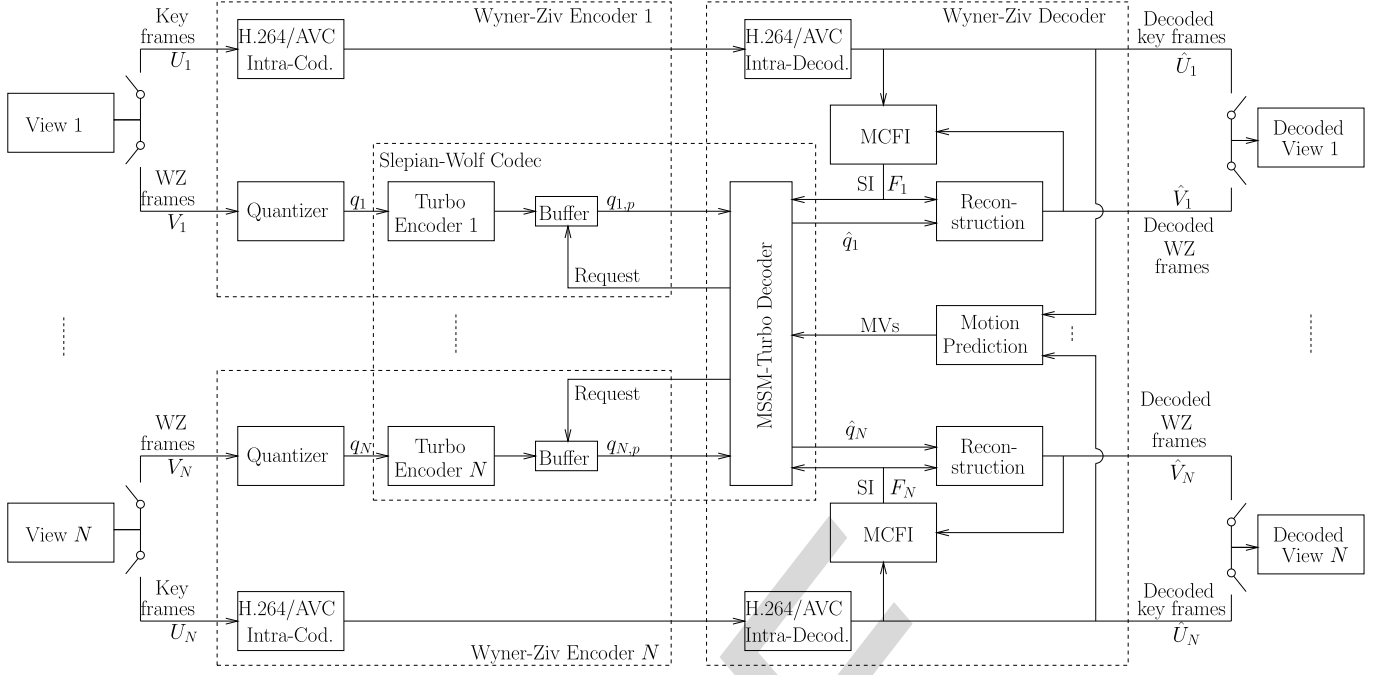 Wyner-Ziv Encoder 1
Wyner-Ziv Decoder
Key
frames
U_1
H.264/AVC
Intra-Cod.
H.264/AVC
Intra-Decod.
Decoded
key frames
Û_1
View 1
MCFI
Decoded
View 1
Slepian-Wolf Codec
WZ
frames
V_1
Quantizer
q_1
Turbo
Encoder 1
Buffer
q_{1,p}
SI
F_1
Recon-
struction
V̂_1
Decoded
WZ
frames
q̂_1
Request
MSSM-Turbo Decoder
MVs
Motion
Prediction
Request
WZ
frames
V_N
Quantizer
q_N
Turbo
Encoder N
Buffer
q_{N,p}
q̂_N
Recon-
struction
Decoded
WZ
frames
V̂_N
SI
F_N
View N
MCFI
Decoded
View N
Key
frames
U_N
H.264/AVC
Intra-Cod.
H.264/AVC
Intra-Decod.
Decoded
key frames
Û_N
Wyner-Ziv Encoder N